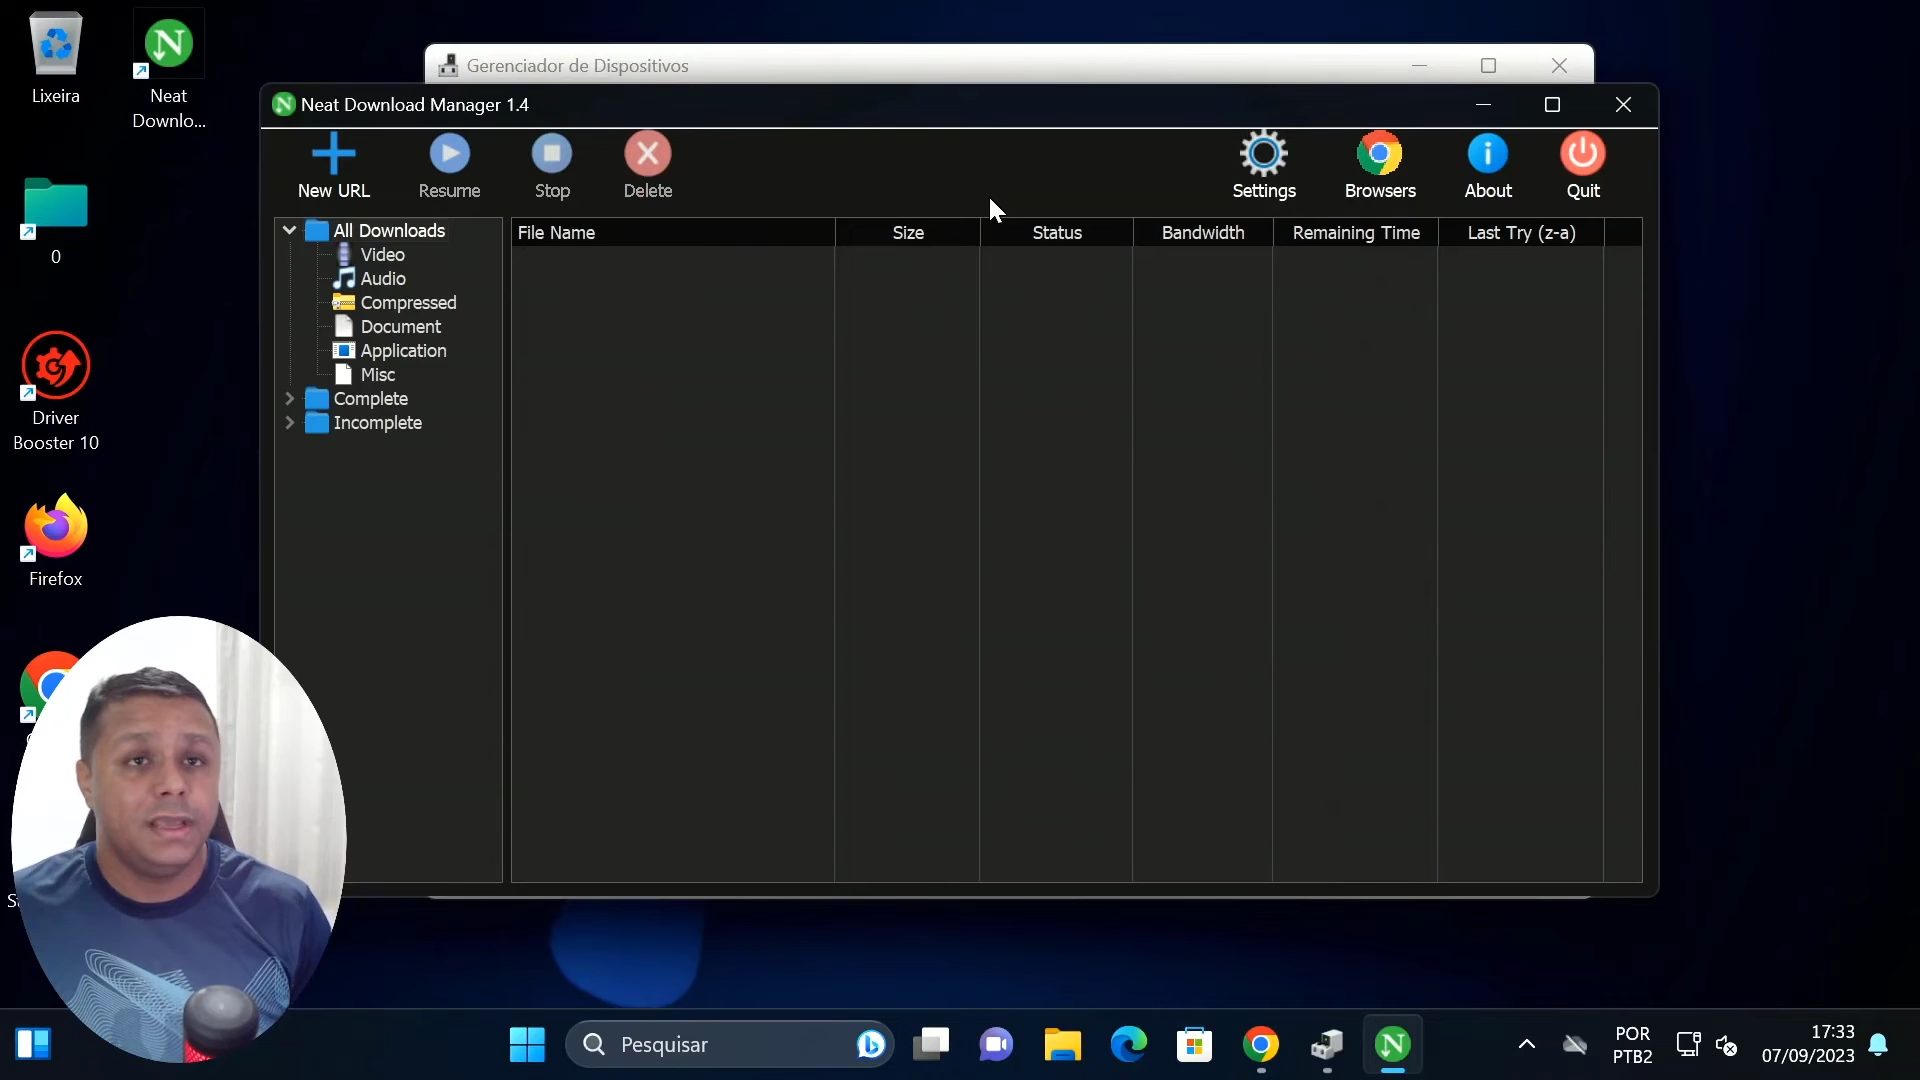 Lixeira
Neat
Downlo...
0
Driver
Booster 10
Firefox
Gerenciador de Dispositivos
Neat Download Manager 1.4
New URL
Resume
Stop
Delete
Settings
Browsers
About
Quit
All Downloads
Video
Audio
Compressed
Document
Application
Misc
Complete
Incomplete
File Name
Size
Status
Bandwidth
Remaining Time
Last Try (z-a)
Pesquisar
POR
PTB2
17:33
07/09/2023